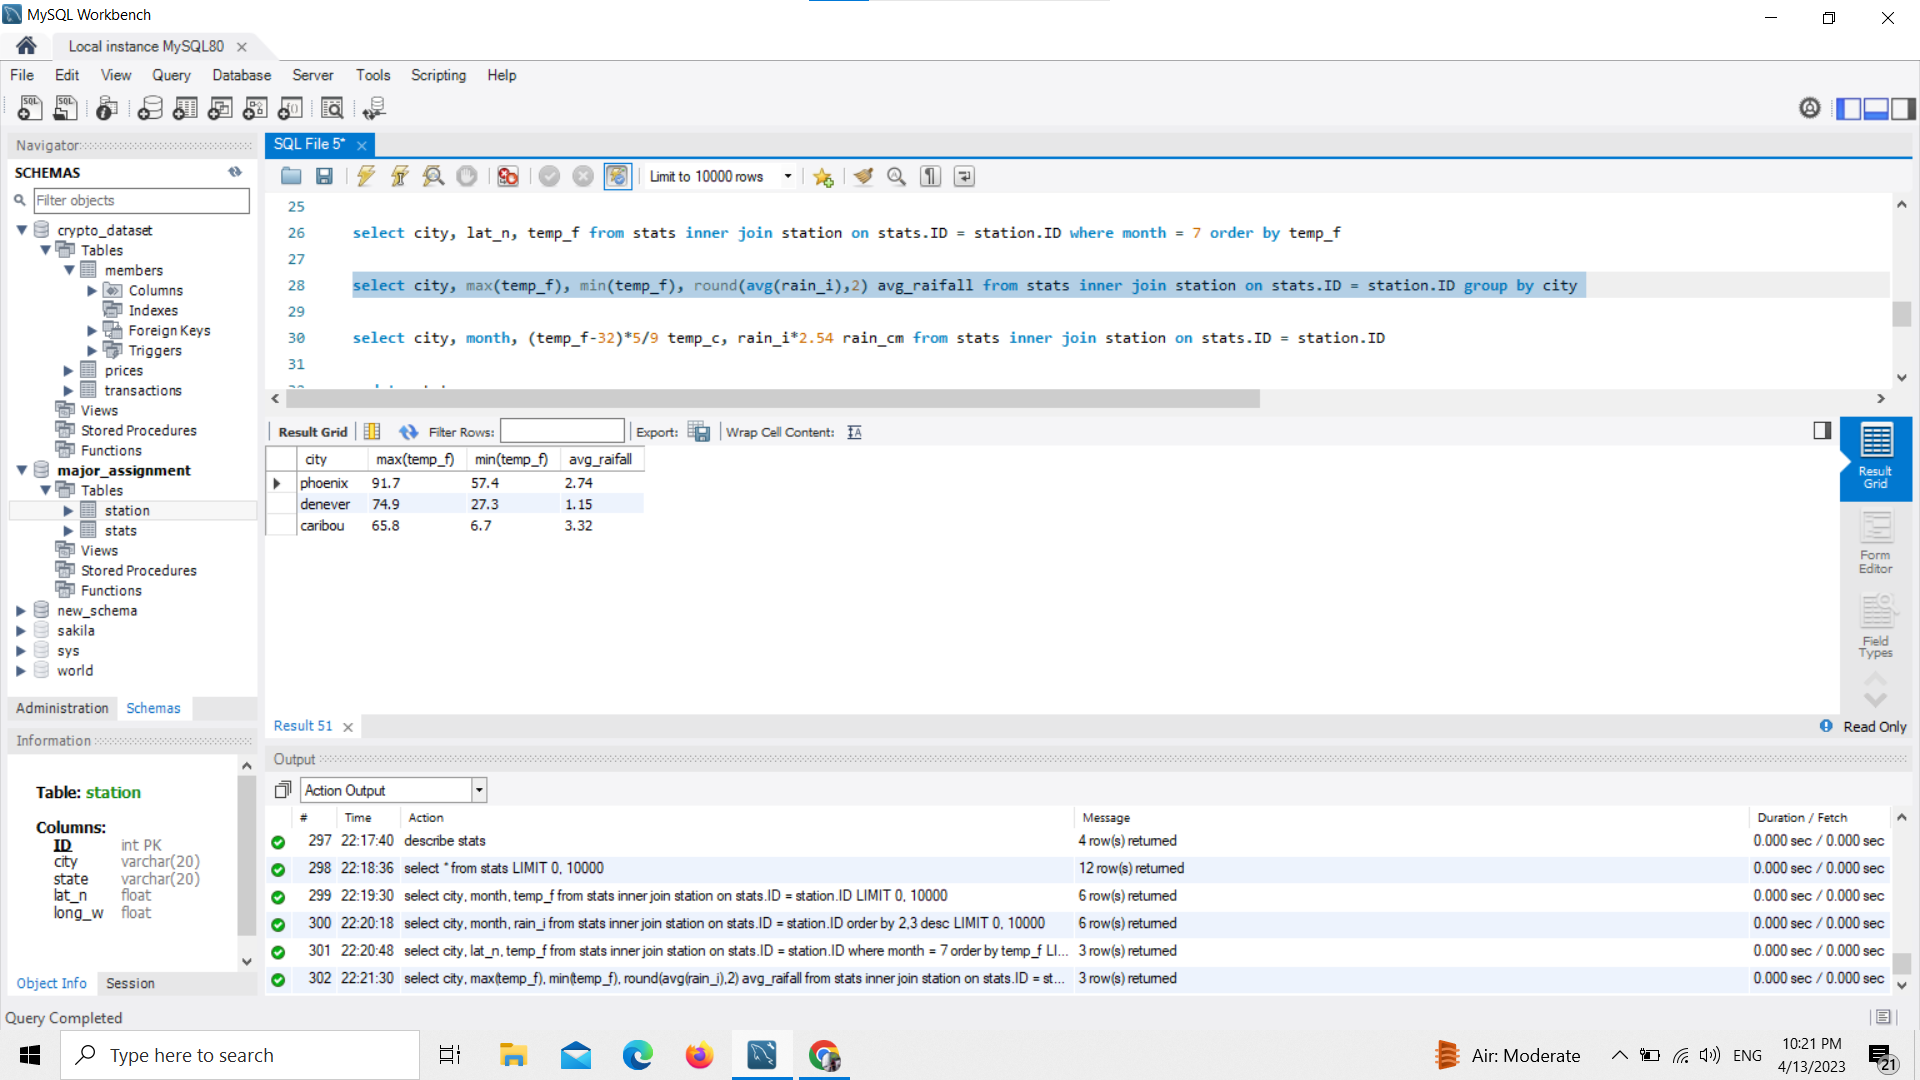 MySQL Workbench
Local instance MySQL80
File Edit View Query Database Server Tools Scripting Help
Navigator
SCHEMAS
Filter objects
crypto_dataset
Tables
members
Columns
Indexes
Foreign Keys
Triggers
prices
transactions
Views
Stored Procedures
Functions
major_assignment
Tables
station
stats
Views
Stored Procedures
Functions
new_schema
sakila
sys
world
Administration Schemas
Information
Table: station
Columns:
ID int PK
city varchar(20)
state varchar(20)
lat_n float
long_w float
Object Info Session
SQL File 5*
Limit to 10000 rows
25
26 select city, lat_n, temp_f from stats inner join station on stats.ID = station.ID where month = 7 order by temp_f
27
28 select city, max(temp_f), min(temp_f), round(avg(rain_i),2) avg_raifall from stats inner join station on stats.ID = station.ID group by city
29
30 select city, month, (temp_f-32)*5/9 temp_c, rain_i*2.54 rain_cm from stats inner join station on stats.ID = station.ID
31
Result Grid Filter Rows: Export: Wrap Cell Content:
city max(temp_f) min(temp_f) avg_raifall
phoenix 91.7 57.4 2.74
denever 74.9 27.3 1.15
caribou 65.8 6.7 3.32
Result
Grid
Form
Editor
Field
Types
Result 51
Read Only
Output
Action Output
# Time Action Message Duration / Fetch
297 22:17:40 describe stats 4 row(s) returned 0.000 sec / 0.000 sec
298 22:18:36 select * from stats LIMIT 0, 10000 12 row(s) returned 0.000 sec / 0.000 sec
299 22:19:30 select city, month, temp_f from stats inner join station on stats.ID = station.ID LIMIT 0, 10000 6 row(s) returned 0.000 sec / 0.000 sec
300 22:20:18 select city, month, rain_i from stats inner join station on stats.ID = station.ID order by 2,3 desc LIMIT 0, 10000 6 row(s) returned 0.000 sec / 0.000 sec
301 22:20:48 select city, lat_n, temp_f from stats inner join station on stats.ID = station.ID where month = 7 order by temp_f LI... 3 row(s) returned 0.000 sec / 0.000 sec
302 22:21:30 select city, max(temp_f), min(temp_f), round(avg(rain_i),2) avg_raifall from stats inner join station on stats.ID = st... 3 row(s) returned 0.000 sec / 0.000 sec
Query Completed
Type here to search
Air: Moderate
ENG
10:21 PM
4/13/2023
21